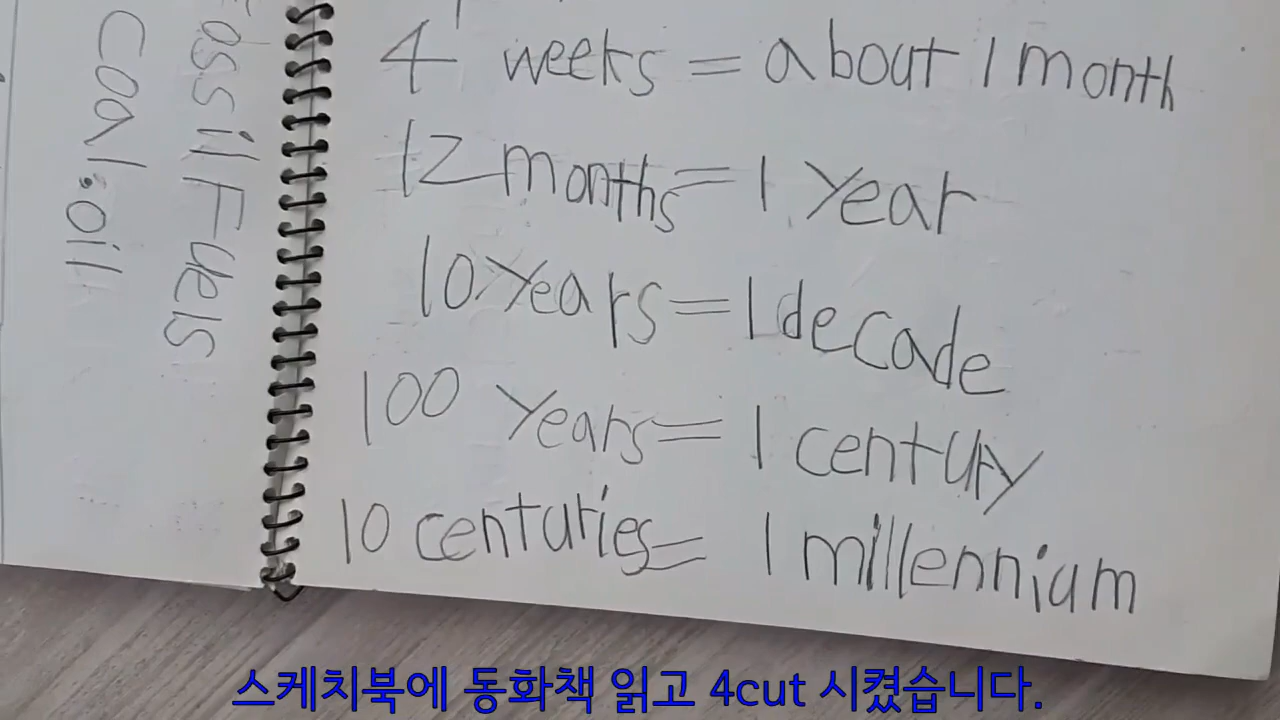 Fossil Fuels
coal:oil
4 weeks = about 1 month
12 months = 1 year
10 years = 1 decade
100 years = 1 century
10 centuries = 1 millennium
스케치북에 동화책 읽고 4cut 시켰습니다.